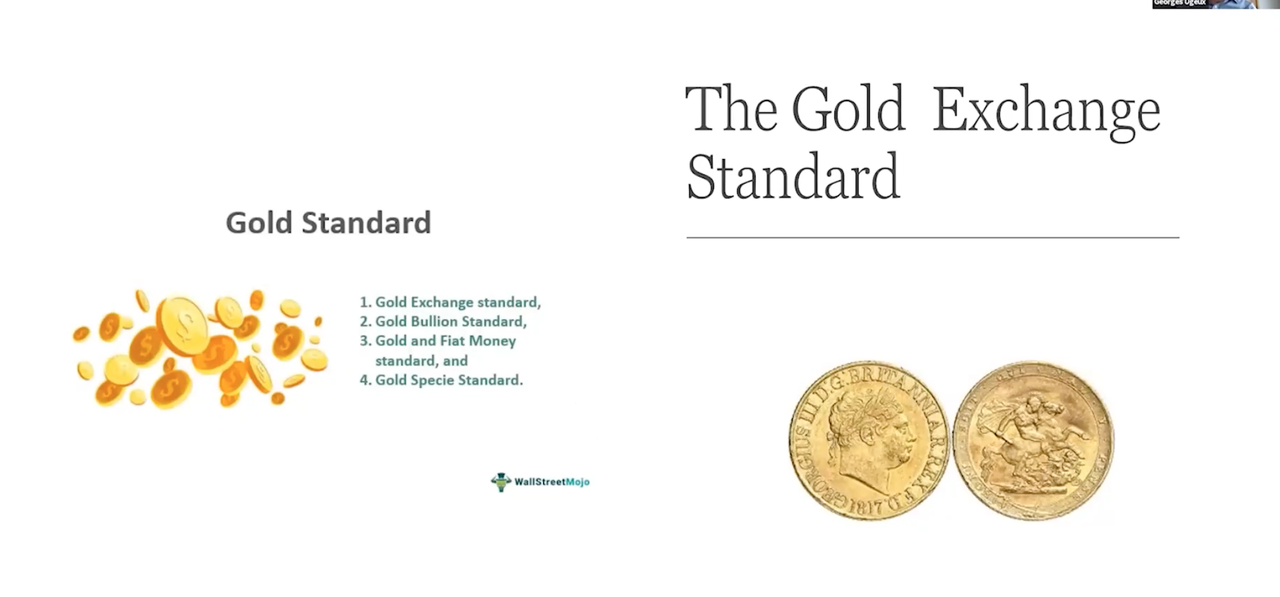 Georges Ugeux
The Gold Exchange
Standard
Gold Standard
1. Gold Exchange standard,
2. Gold Bullion Standard,
3. Gold and Fiat Money
standard, and
4. Gold Specie Standard.
WallStreetMojo
GEORGIUS III D.G. BRITANNIAR. REX F.D.
1817